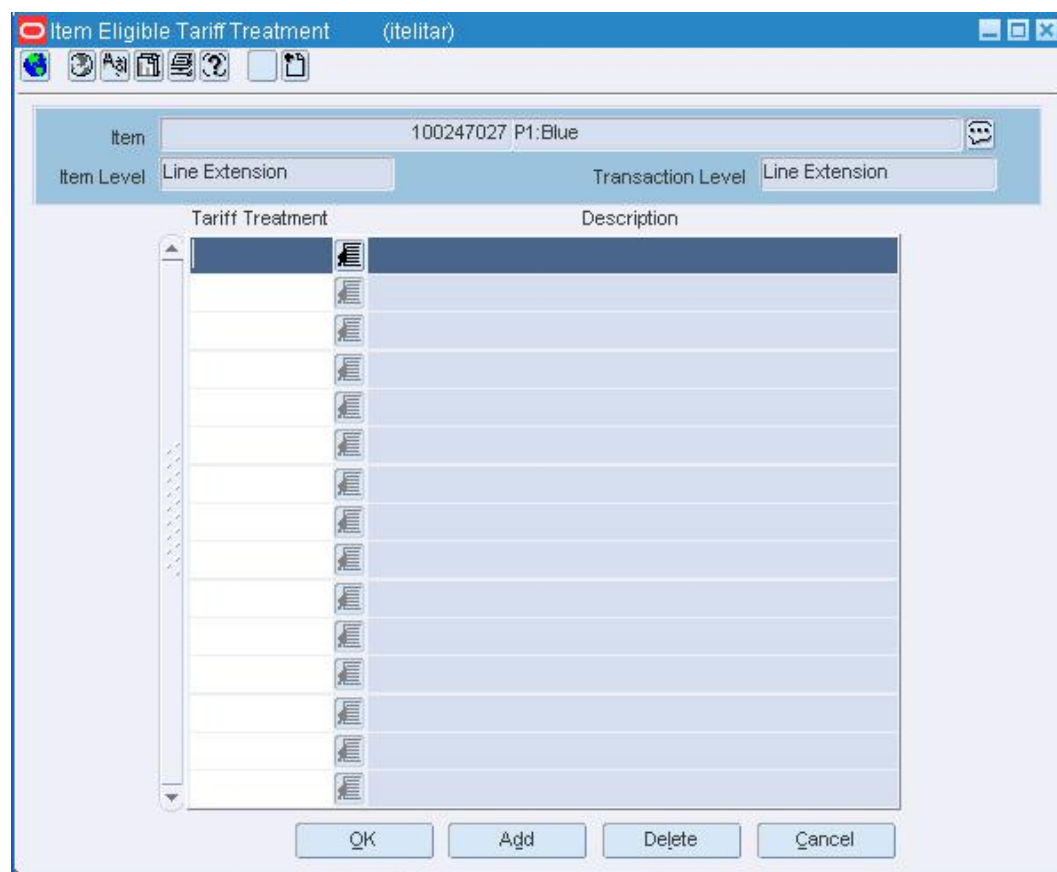 Item Eligible Tariff Treatment (itelitar)
Item 100247027 P1:Blue
Item Level Line Extension Transaction Level Line Extension
Tariff Treatment Description
OK Add Delete Cancel